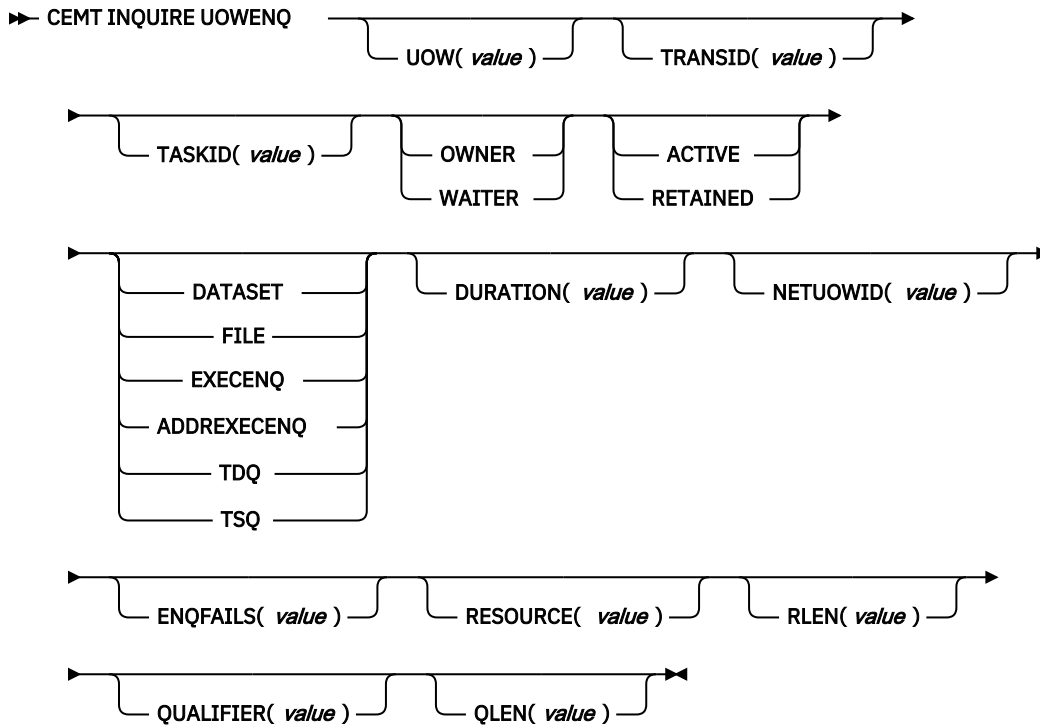 CEMT INQUIRE UOWENQ
UOW( value )
TRANSID( value )
TASKID( value )
OWNER
WAITER
ACTIVE
RETAINED
DATASET
FILE
EXECENQ
ADDREXECENQ
TDQ
TSQ
DURATION( value )
NETUOWID( value )
ENQFAILS( value )
RESOURCE( value )
RLEN( value )
QUALIFIER( value )
QLEN( value )